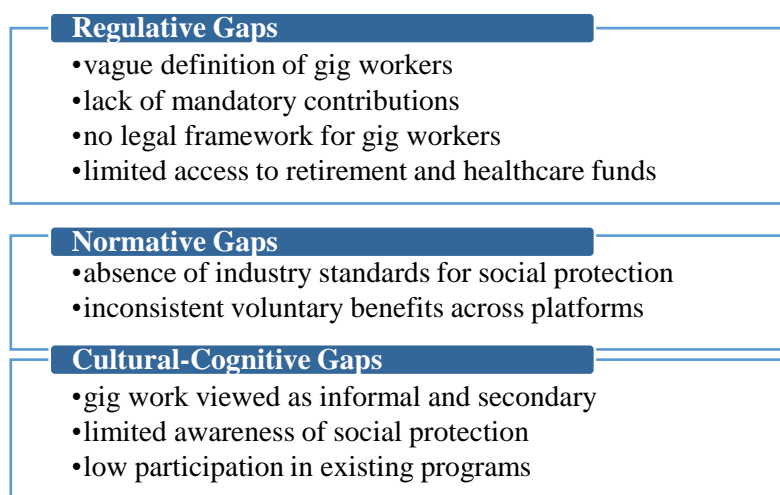 Regulative Gaps
•vague definition of gig workers
•lack of mandatory contributions
•no legal framework for gig workers
•limited access to retirement and healthcare funds
Normative Gaps
•absence of industry standards for social protection
•inconsistent voluntary benefits across platforms
Cultural-Cognitive Gaps
•gig work viewed as informal and secondary
•limited awareness of social protection
•low participation in existing programs